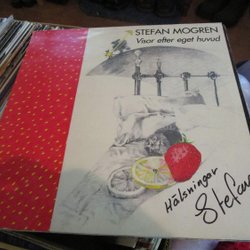 STEFAN MOGREN
Visor efter eget huvud
Hälsningar
Stefan